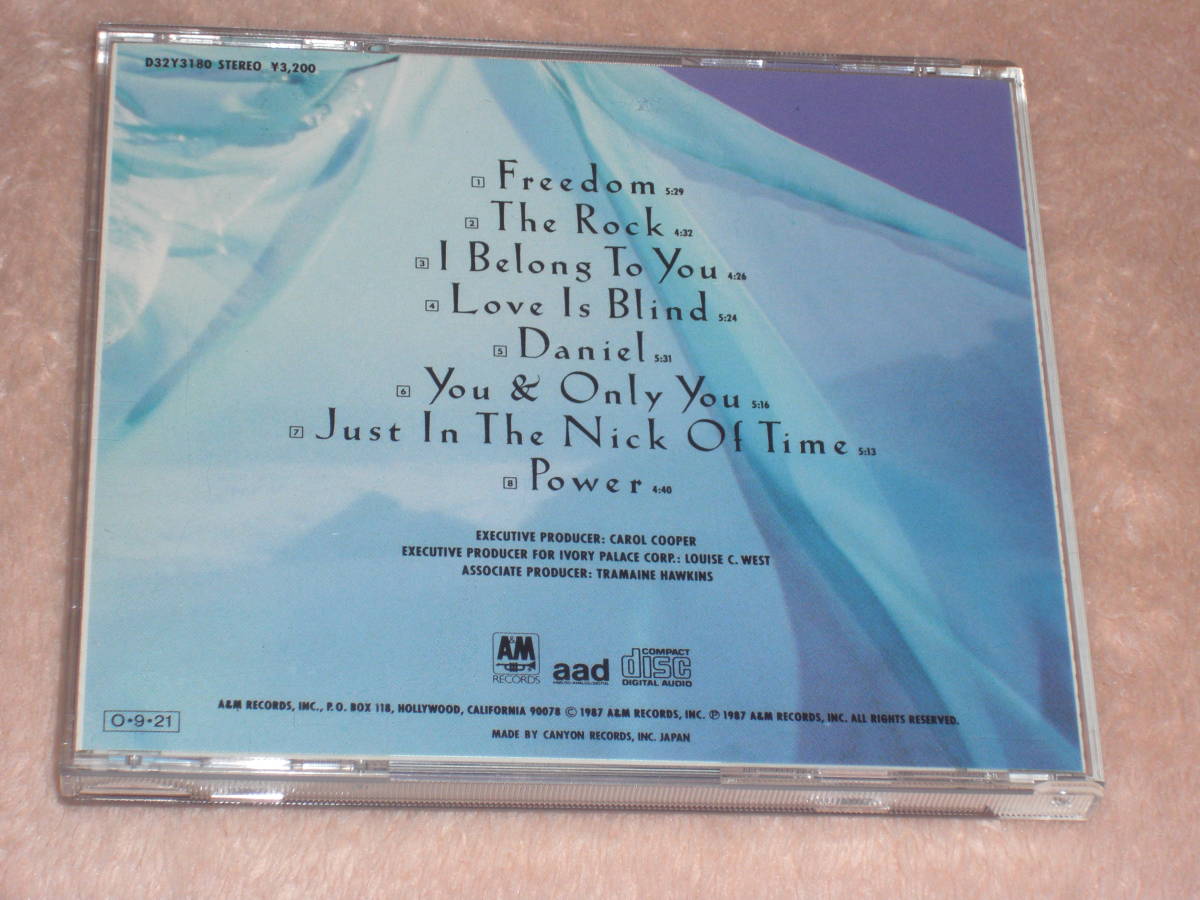 D32Y3180 STEREO ¥3,200
1 Freedom 5:29
2 The Rock 4:32
3 I Belong To You 4:26
4 Love Is Blind 5:24
5 Daniel 5:31
6 You & Only You 5:16
7 Just In The Nick Of Time 5:13
8 Power 4:40
EXECUTIVE PRODUCER: CAROL COOPER
EXECUTIVE PRODUCER FOR IVORY PALACE CORP.: LOUISE C. WEST
ASSOCIATE PRODUCER: TRAMAINE HAWKINS
A&M
RECORDS
aad
COMPACT
disc
DIGITAL AUDIO
A&M RECORDS, INC., P.O. BOX 118, HOLLYWOOD, CALIFORNIA 90078 © 1987 A&M RECORDS, INC. ℗ 1987 A&M RECORDS, INC. ALL RIGHTS RESERVED.
O•9•21
MADE BY CANYON RECORDS, INC. JAPAN